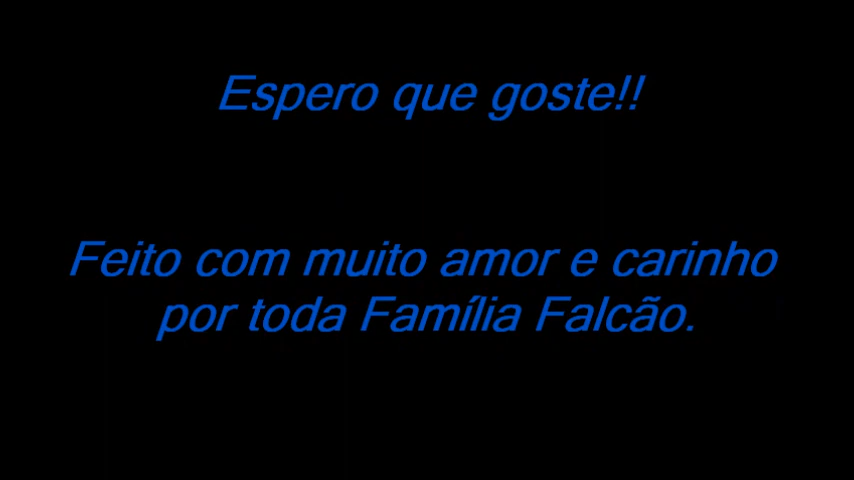 Espero que goste!!
Feito com muito amor e carinho
por toda Família Falcão.